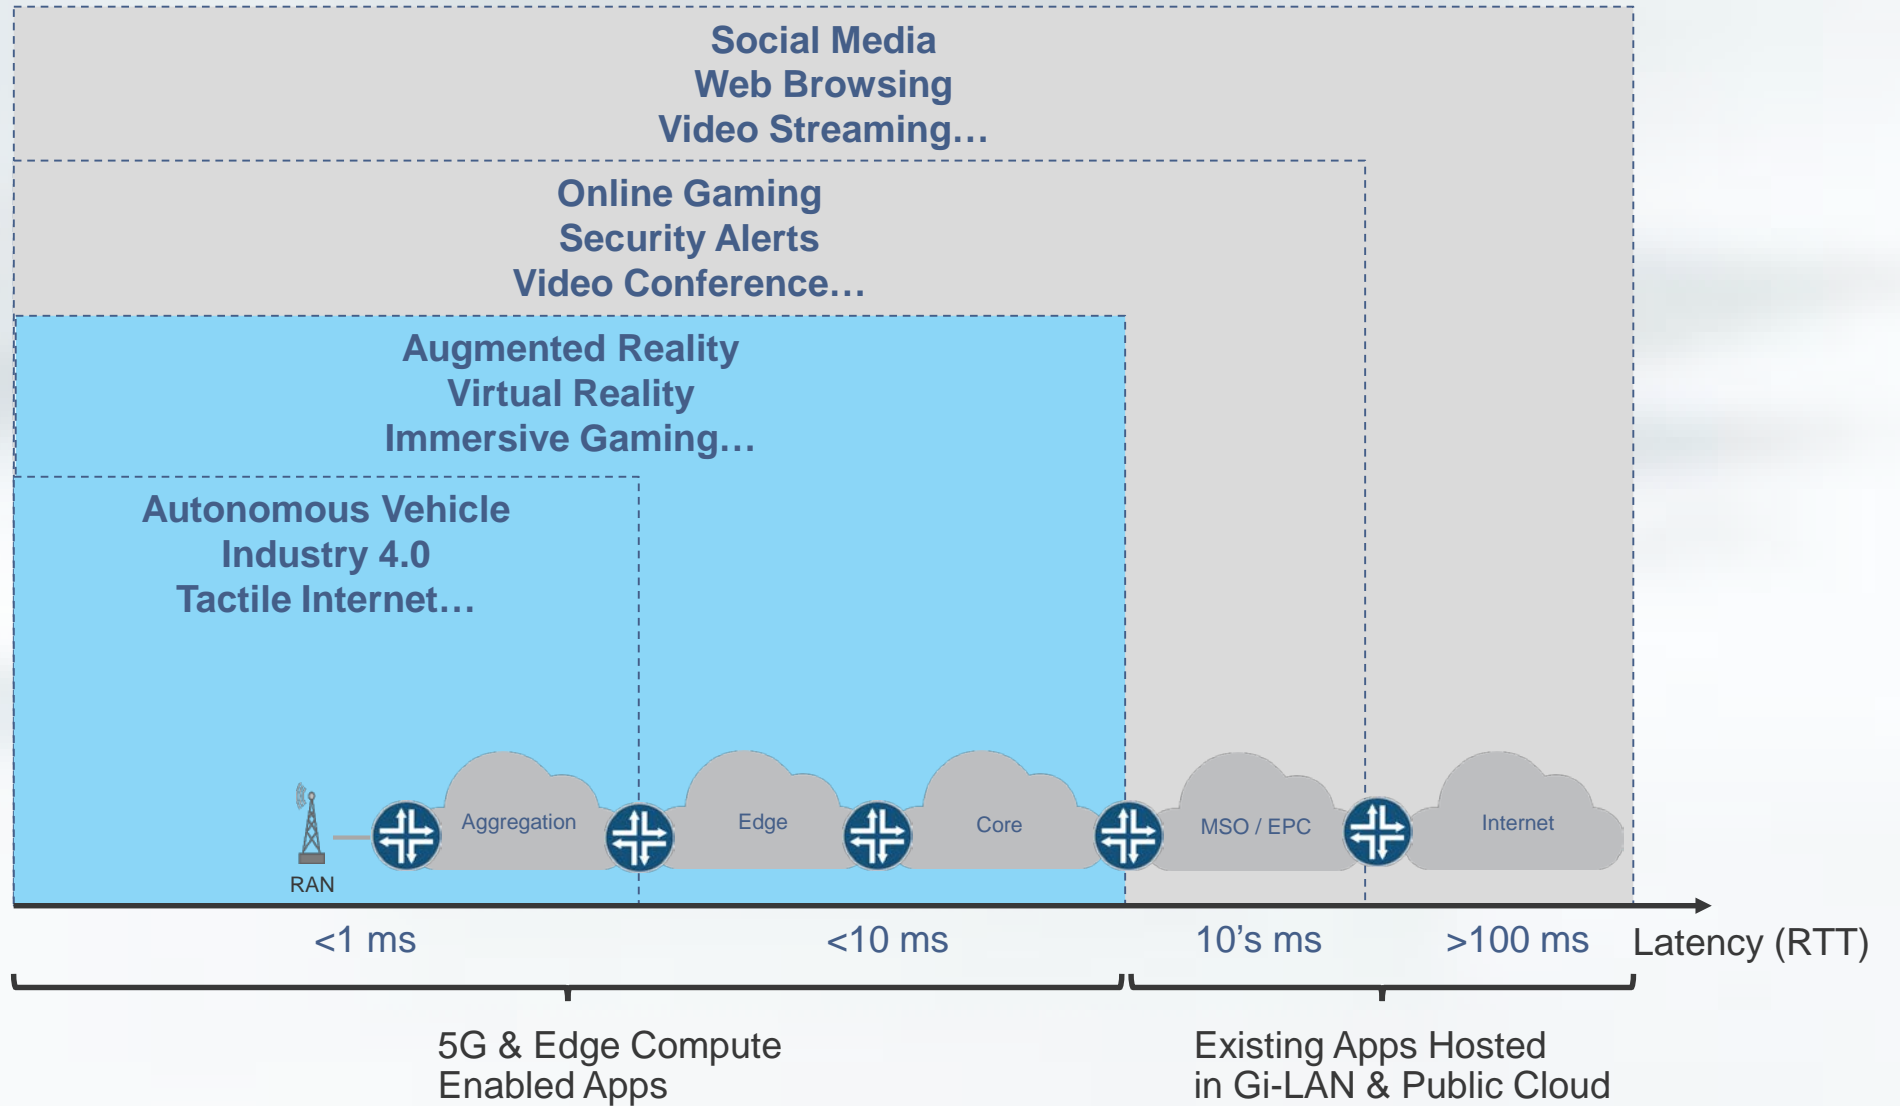 Social Media
Web Browsing
Video Streaming…
Online Gaming
Security Alerts
Video Conference…
Augmented Reality
Virtual Reality
Immersive Gaming…
Autonomous Vehicle
Industry 4.0
Tactile Internet…
Aggregation
Edge
Core
MSO / EPC
Internet
RAN
<1 ms
<10 ms
10’s ms
>100 ms
Latency (RTT)
5G & Edge Compute
Enabled Apps
Existing Apps Hosted
in Gi-LAN & Public Cloud